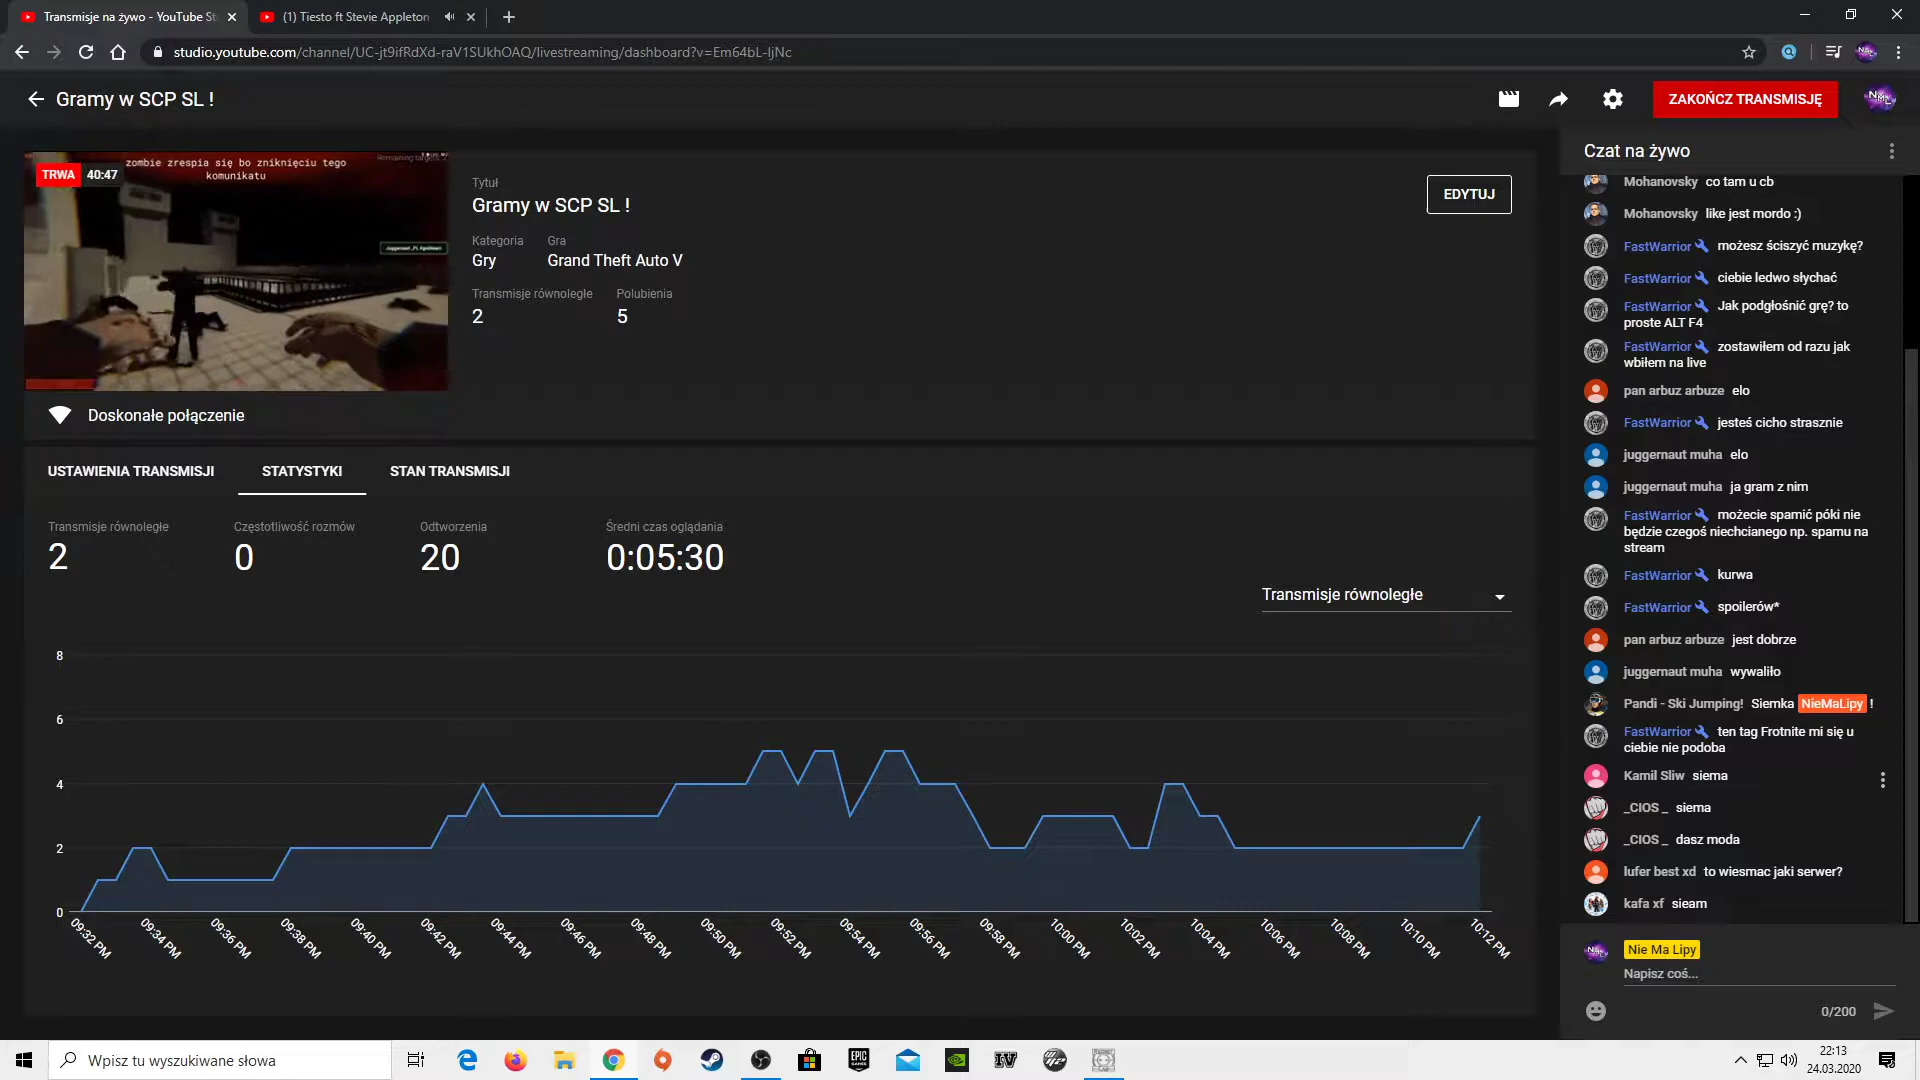 Transmisje na żywo - YouTube St
(1) Tiesto ft Stevie Appleton
studio.youtube.com/channel/UC-jt9ifRdXd-raV1SUkhOAQ/livestreaming/dashboard?v=Em64bL-IjNc
Gramy w SCP SL !
ZAKOŃCZ TRANSMISJĘ
TRWA 40:47
zombie zrespia się bo zniknięciu tego
komunikatu
Tytuł
Gramy w SCP SL !
EDYTUJ
Kategoria Gra
Gry Grand Theft Auto V
Transmisje równoległe Polubienia
2 5
Doskonałe połączenie
USTAWIENIA TRANSMISJI STATYSTYKI STAN TRANSMISJI
Transmisje równoległe Częstotliwość rozmów Odtworzenia Średni czas oglądania
2 0 20 0:05:30
Transmisje równoległe
8
6
4
2
0
09:32 PM 09:34 PM 09:36 PM 09:38 PM 09:40 PM 09:42 PM 09:44 PM 09:46 PM 09:48 PM 09:50 PM 09:52 PM 09:54 PM 09:56 PM 09:58 PM 10:00 PM 10:02 PM 10:04 PM 10:06 PM 10:08 PM 10:10 PM 10:12 PM
Czat na żywo
Mohanovsky co tam u cb
Mohanovsky like jest mordo :)
FastWarrior możesz ściszyć muzykę?
FastWarrior ciebie ledwo słychać
FastWarrior Jak podgłośnić grę? to
proste ALT F4
FastWarrior zostawiłem od razu jak
wbiłem na live
pan arbuz arbuze elo
FastWarrior jesteś cicho strasznie
juggernaut muha elo
juggernaut muha ja gram z nim
FastWarrior możecie spamić póki nie
będzie czegoś niechcianego np. spamu na
stream
FastWarrior kurwa
FastWarrior spoilerów*
pan arbuz arbuze jest dobrze
juggernaut muha wywaliło
Pandi - Ski Jumping! Siemka NieMaLipy !
FastWarrior ten tag Frotnite mi się u
ciebie nie podoba
Kamil Sliw siema
_CIOS_ siema
_CIOS_ dasz moda
lufer best xd to wiesmac jaki serwer?
kafa xf sieam
Nie Ma Lipy
Napisz coś...
0/200
Wpisz tu wyszukiwane słowa
EPIC
GAMES
IV
22:13
24.03.2020